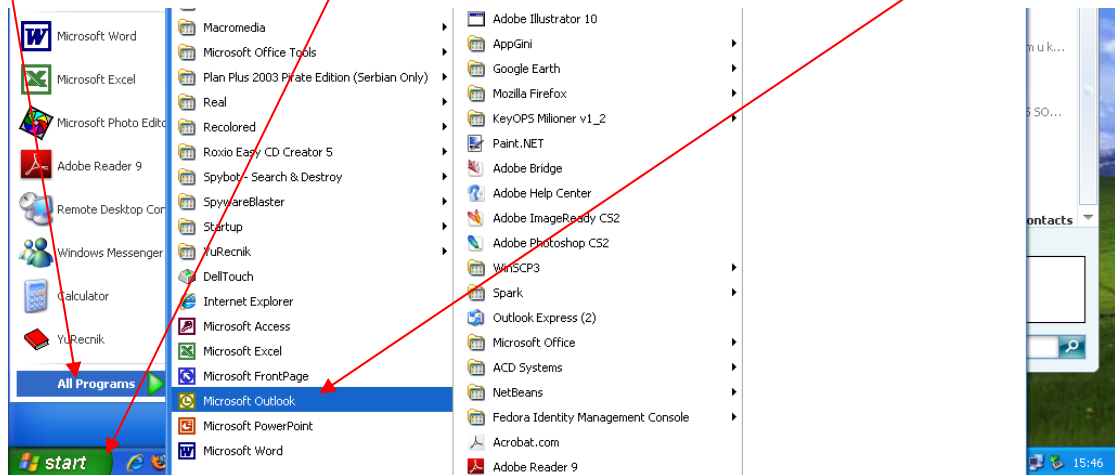 Microsoft Word
Microsoft Excel
Microsoft Photo Edito
Adobe Reader 9
Remote Desktop Con
Windows Messenger
Calculator
YuRecnik
All Programs
start
Macromedia
Microsoft Office Tools
Plan Plus 2003 Pirate Edition (Serbian Only)
Real
Recolored
Roxio Easy CD Creator 5
Spybot - Search & Destroy
SpywareBlaster
Startup
YuRecnik
DellTouch
Internet Explorer
Microsoft Access
Microsoft Excel
Microsoft FrontPage
Microsoft Outlook
Microsoft PowerPoint
Microsoft Word
Adobe Illustrator 10
AppGini
Google Earth
Mozilla Firefox
KeyOPS Milioner v1_2
Paint.NET
Adobe Bridge
Adobe Help Center
Adobe ImageReady CS2
Adobe Photoshop CS2
WinSCP3
Spark
Outlook Express (2)
Microsoft Office
ACD Systems
NetBeans
Fedora Identity Management Console
Acrobat.com
Adobe Reader 9
m u k...
SO...
ontacts
15:46